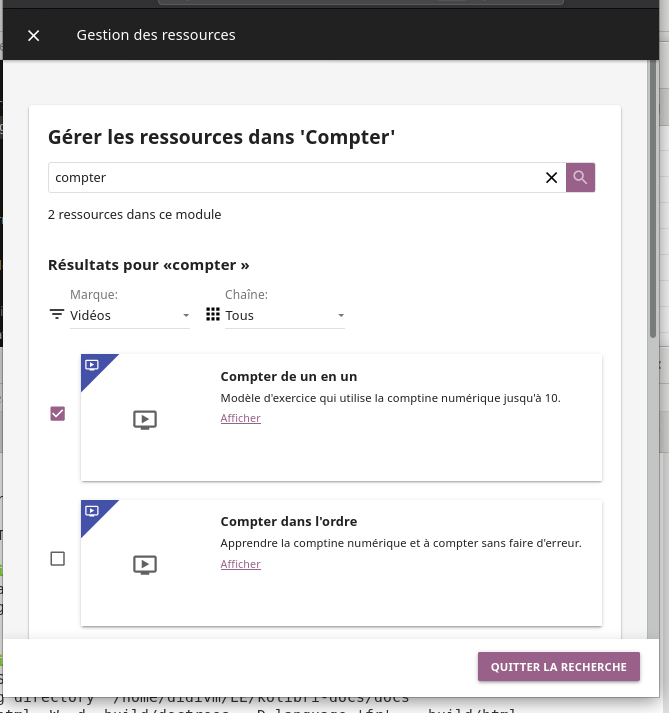 Gestion des ressources
Gérer les ressources dans 'Compter'
compter
2 ressources dans ce module
Résultats pour «compter »
Marque: Chaîne:
Vidéos Tous
Compter de un en un
Modèle d'exercice qui utilise la comptine numérique jusqu'à 10.
Afficher
Compter dans l'ordre
Apprendre la comptine numérique et à compter sans faire d'erreur.
Afficher
QUITTER LA RECHERCHE